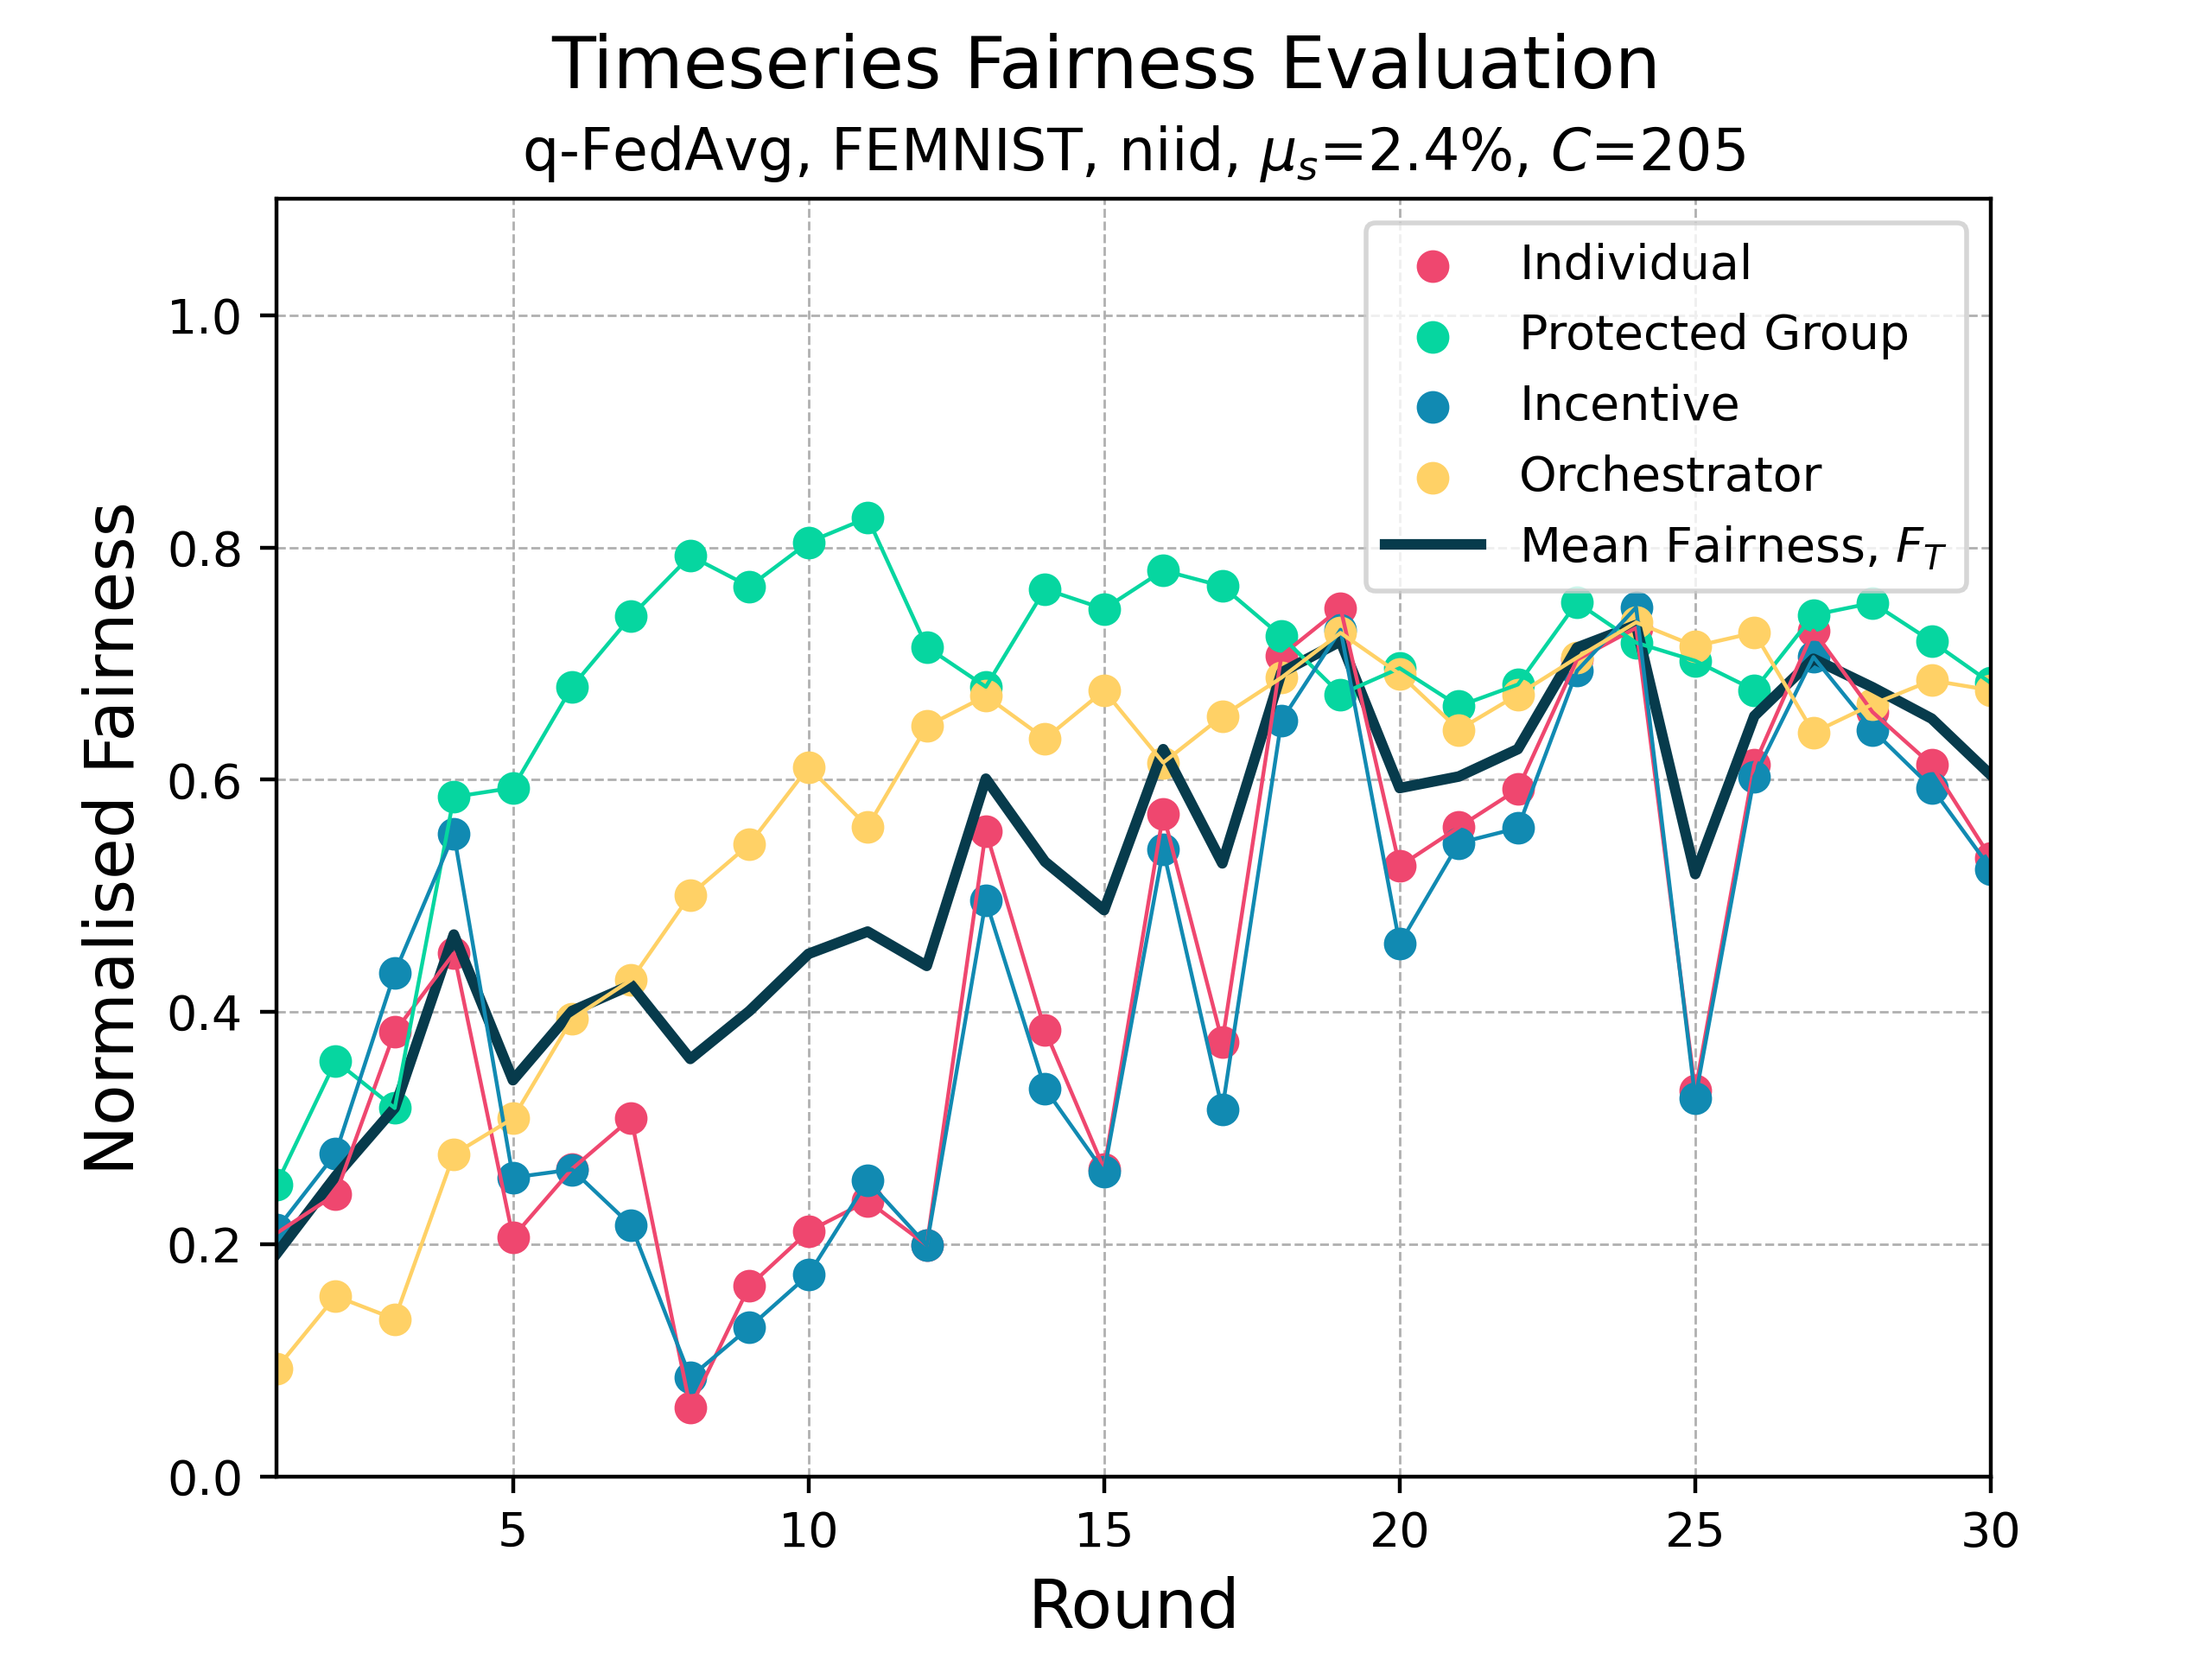 Timeseries Fairness Evaluation
q-FedAvg, FEMNIST, niid, μₛ=2.4%, C=205
Normalised Fairness
1.0
0.8
0.6
0.4
0.2
0.0
Individual
Protected Group
Incentive
Orchestrator
Mean Fairness, F_T
5 10 15 20 25 30
Round